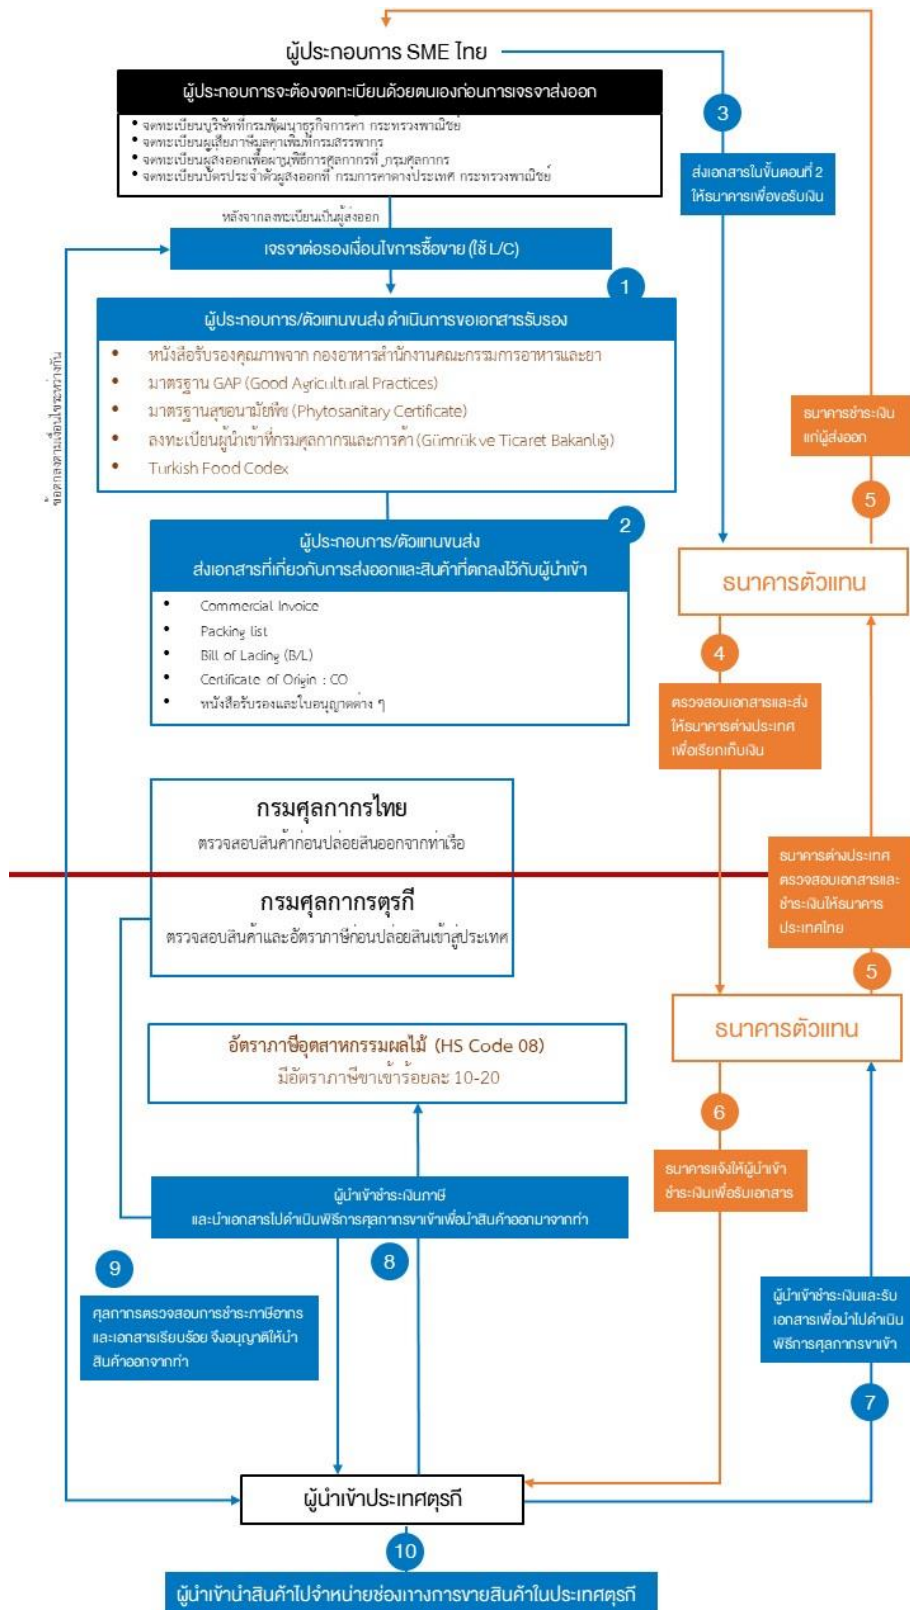 ผู้ประกอบการ SME ไทย
ผู้ประกอบการจะต้องจดทะเบียนด้วยตนเองก่อนการเจรจาส่งออก
• จดทะเบียนบริษัทที่กรมพัฒนาธุรกิจการค้า กระทรวงพาณิชย์
• จดทะเบียนผู้เสียภาษีมูลค่าเพิ่มที่กรมสรรพากร
• จดทะเบียนผู้ส่งออกเพื่อผ่านพิธีการศุลกากรที่ กรมศุลกากร
• จดทะเบียนบัตรประจำตัวผู้ส่งออกที่ กรมการค้าต่างประเทศ กระทรวงพาณิชย์
หลังจากลงทะเบียนเป็นผู้ส่งออก
เจรจาต่อรองเงื่อนไขการซื้อขาย (ใช้ L/C)
1
ผู้ประกอบการ/ตัวแทนขนส่ง ดำเนินการขอเอกสารรับรอง
• หนังสือรับรองคุณภาพจาก กองอาหารสำนักงานคณะกรรมการอาหารและยา
• มาตรฐาน GAP (Good Agricultural Practices)
• มาตรฐานสุขอนามัยพืช (Phytosanitary Certificate)
• ลงทะเบียนผู้นำเข้าที่กรมศุลกากรและการค้า (Gümrük ve Ticaret Bakanlığı)
• Turkish Food Codex
2
ผู้ประกอบการ/ตัวแทนขนส่ง
ส่งเอกสารที่เกี่ยวกับการส่งออกและสินค้าที่ตกลงไว้กับผู้นำเข้า
• Commercial Invoice
• Packing list
• Bill of Lading (B/L)
• Certificate of Origin : CO
• หนังสือรับรองและใบอนุญาตต่าง ๆ
3
ส่งเอกสารในขั้นตอนที่ 2
ให้ธนาคารเพื่อขอรับเงิน
ธนาคารชำระเงิน
แก่ผู้ส่งออก
5
ธนาคารตัวแทน
4
ตรวจสอบเอกสารและส่ง
ให้ธนาคารต่างประเทศ
เพื่อเรียกเก็บเงิน
ข้อตกลงตามเงื่อนไขระหว่างกัน
กรมศุลกากรไทย
ตรวจสอบสินค้าก่อนปล่อยสินออกจากท่าเรือ
กรมศุลกากรตุรกี
ตรวจสอบสินค้าและอัตราภาษีก่อนปล่อยสินเข้าสู่ประเทศ
ธนาคารต่างประเทศ
ตรวจสอบเอกสารและ
ชำระเงินให้ธนาคาร
ประเทศไทย
5
ธนาคารตัวแทน
อัตราภาษีอุตสาหกรรมผลไม้ (HS Code 08)
มีอัตราภาษีขาเข้าร้อยละ 10-20
6
ธนาคารแจ้งให้ผู้นำเข้า
ชำระเงินเพื่อรับเอกสาร
ผู้นำเข้าชำระเงินภาษี
และนำเอกสารไปดำเนินพิธีการศุลกากรขาเข้าเพื่อนำสินค้าออกมาจากท่า
8
9
ศุลกากรตรวจสอบการชำระภาษีอากร
และเอกสารเรียบร้อย จึงอนุญาติให้นำ
สินค้าออกจากท่า
ผู้นำเข้าชำระเงินและรับ
เอกสารเพื่อนำไปดำเนิน
พิธีการศุลกากรขาเข้า
7
ผู้นำเข้าประเทศตุรกี
10
ผู้นำเข้านำสินค้าไปจำหน่ายช่องทางการขายสินค้าในประเทศตุรกี